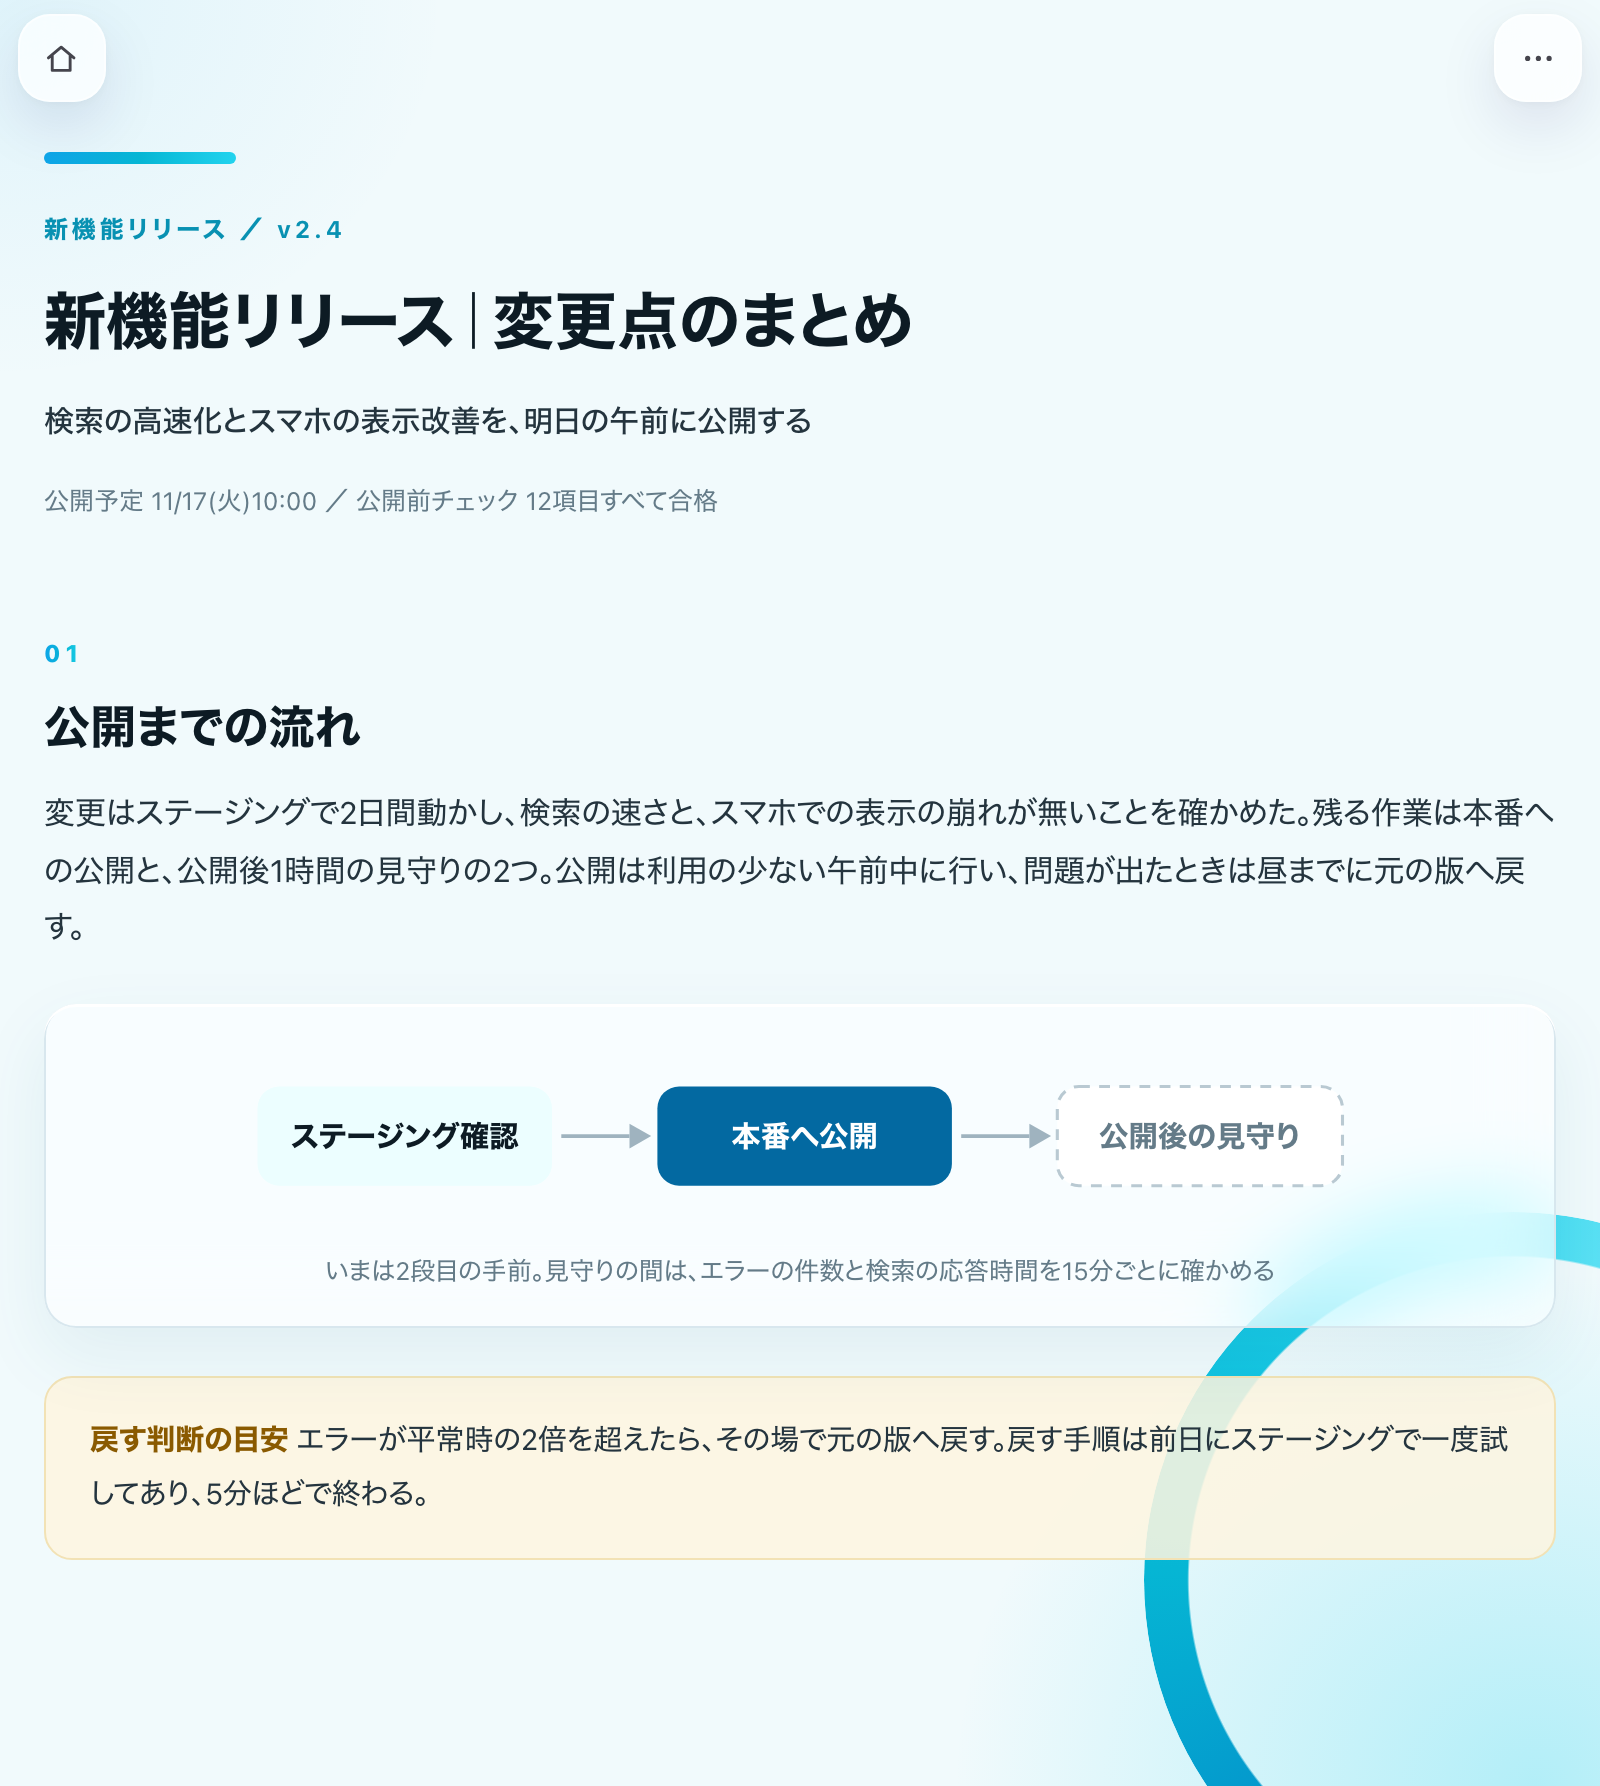 新機能リリース ／ v2.4
新機能リリース｜変更点のまとめ
検索の高速化とスマホの表示改善を、明日の午前に公開する
公開予定 11/17(火)10:00 ／ 公開前チェック 12項目すべて合格
01
公開までの流れ
変更はステージングで2日間動かし、検索の速さと、スマホでの表示の崩れが無いことを確かめた。残る作業は本番へ
の公開と、公開後1時間の見守りの2つ。公開は利用の少ない午前中に行い、問題が出たときは昼までに元の版へ戻
す。
ステージング確認
本番へ公開
公開後の見守り
いまは2段目の手前。見守りの間は、エラーの件数と検索の応答時間を15分ごとに確かめる
戻す判断の目安 エラーが平常時の2倍を超えたら、その場で元の版へ戻す。戻す手順は前日にステージングで一度試
してあり、5分ほどで終わる。